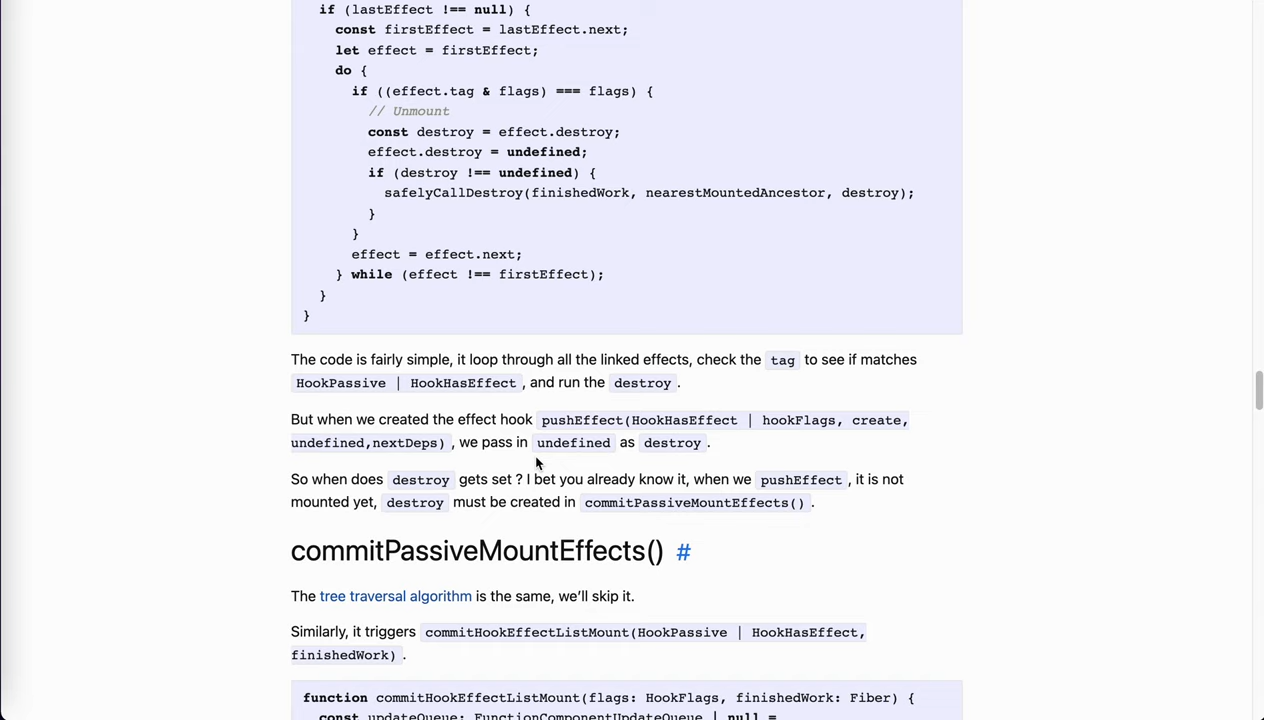 if (lastEffect !== null) {
const firstEffect = lastEffect.next;
let effect = firstEffect;
do {
if ((effect.tag & flags) === flags) {
// Unmount
const destroy = effect.destroy;
effect.destroy = undefined;
if (destroy !== undefined) {
safelyCallDestroy(finishedWork, nearestMountedAncestor, destroy);
}
}
effect = effect.next;
} while (effect !== firstEffect);
}
}
The code is fairly simple, it loop through all the linked effects, check the tag to see if matches
HookPassive | HookHasEffect, and run the destroy.
But when we created the effect hook pushEffect(HookHasEffect | hookFlags, create,
undefined,nextDeps), we pass in undefined as destroy.
So when does destroy gets set ? I bet you already know it, when we pushEffect, it is not
mounted yet, destroy must be created in commitPassiveMountEffects().
commitPassiveMountEffects() #
The tree traversal algorithm is the same, we’ll skip it.
Similarly, it triggers commitHookEffectListMount(HookPassive | HookHasEffect,
finishedWork).
function commitHookEffectListMount(flags: HookFlags, finishedWork: Fiber) {
const updateQueue: FunctionComponentUpdateQueue | null =